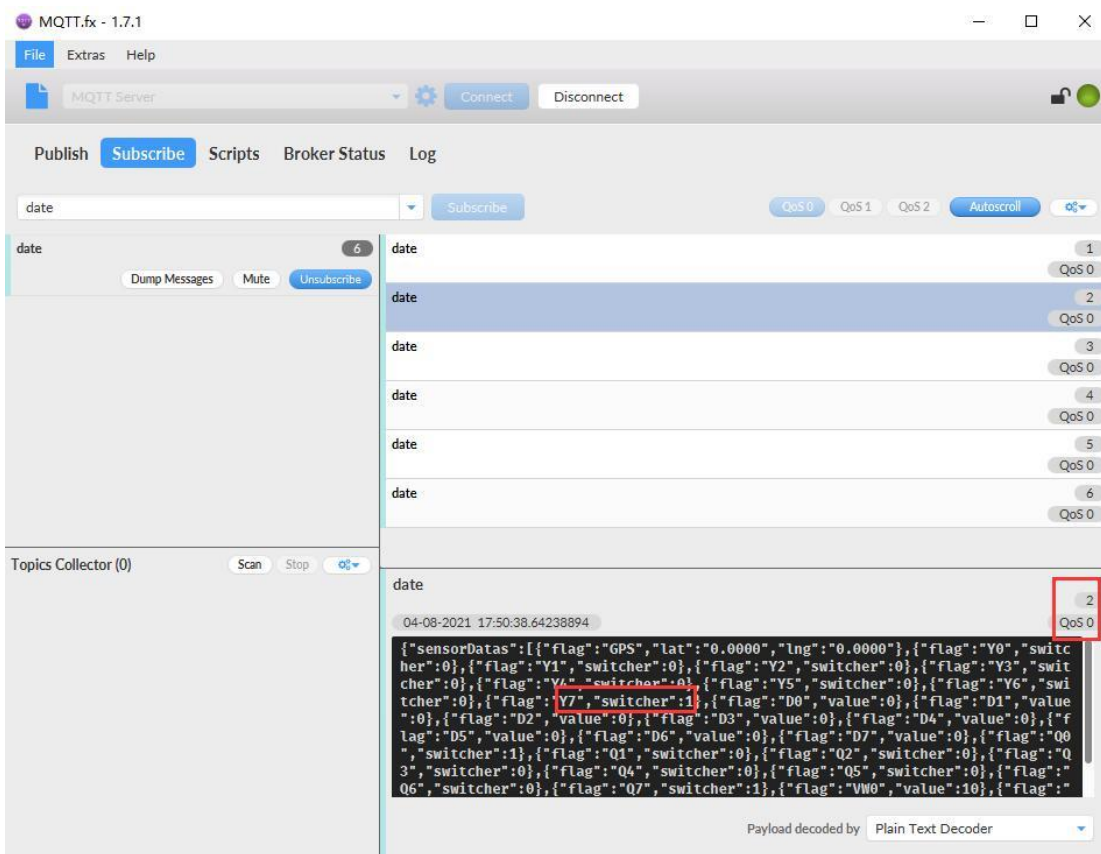 MQTT.fx - 1.7.1
File Extras Help
MQTT Server Connect Disconnect
Publish Subscribe Scripts Broker Status Log
date Subscribe QoS 0 QoS 1 QoS 2 Autoscroll
date 6
Dump Messages Mute Unsubscribe
date 1
QoS 0
date 2
QoS 0
date 3
QoS 0
date 4
QoS 0
date 5
QoS 0
date 6
QoS 0
Topics Collector (0) Scan Stop
date
2
04-08-2021 17:50:38.64238894 QoS 0
{"sensorDatas":[{"flag":"GPS","lat":"0.0000","lng":"0.0000"},{"flag":"Y0","switc
her":0},{"flag":"Y1","switcher":0},{"flag":"Y2","switcher":0},{"flag":"Y3","swit
cher":0},{"flag":"Y4","switcher":0},{"flag":"Y5","switcher":0},{"flag":"Y6","swi
tcher":0},{"flag":"Y7","switcher":1},{"flag":"D0","value":0},{"flag":"D1","value
":0},{"flag":"D2","value":0},{"flag":"D3","value":0},{"flag":"D4","value":0},{"f
lag":"D5","value":0},{"flag":"D6","value":0},{"flag":"D7","value":0},{"flag":"Q0
","switcher":1},{"flag":"Q1","switcher":0},{"flag":"Q2","switcher":0},{"flag":"Q
3","switcher":0},{"flag":"Q4","switcher":0},{"flag":"Q5","switcher":0},{"flag":"
Q6","switcher":0},{"flag":"Q7","switcher":1},{"flag":"VW0","value":10},{"flag":"
Payload decoded by Plain Text Decoder